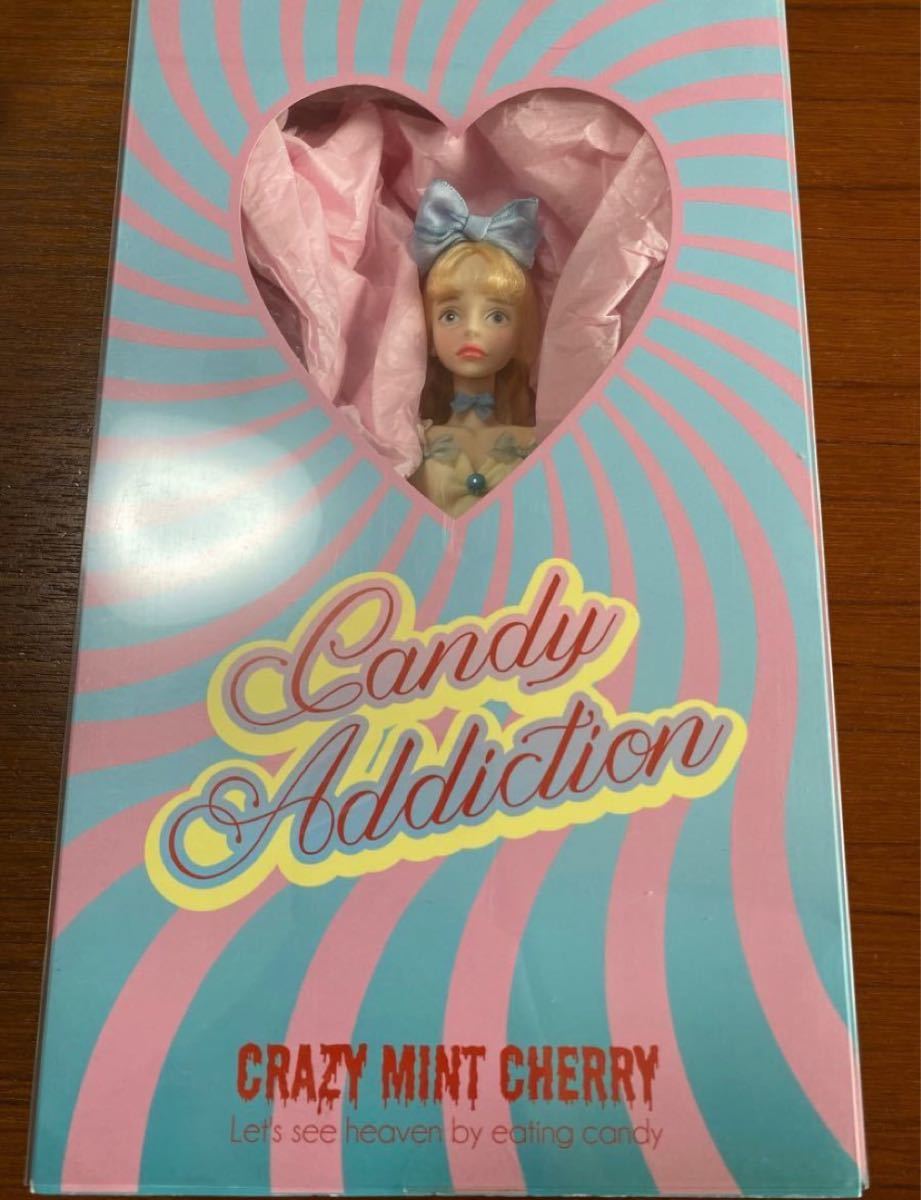 Candy
Addiction
CRAZY MINT CHERRY
Let's see heaven by eating candy